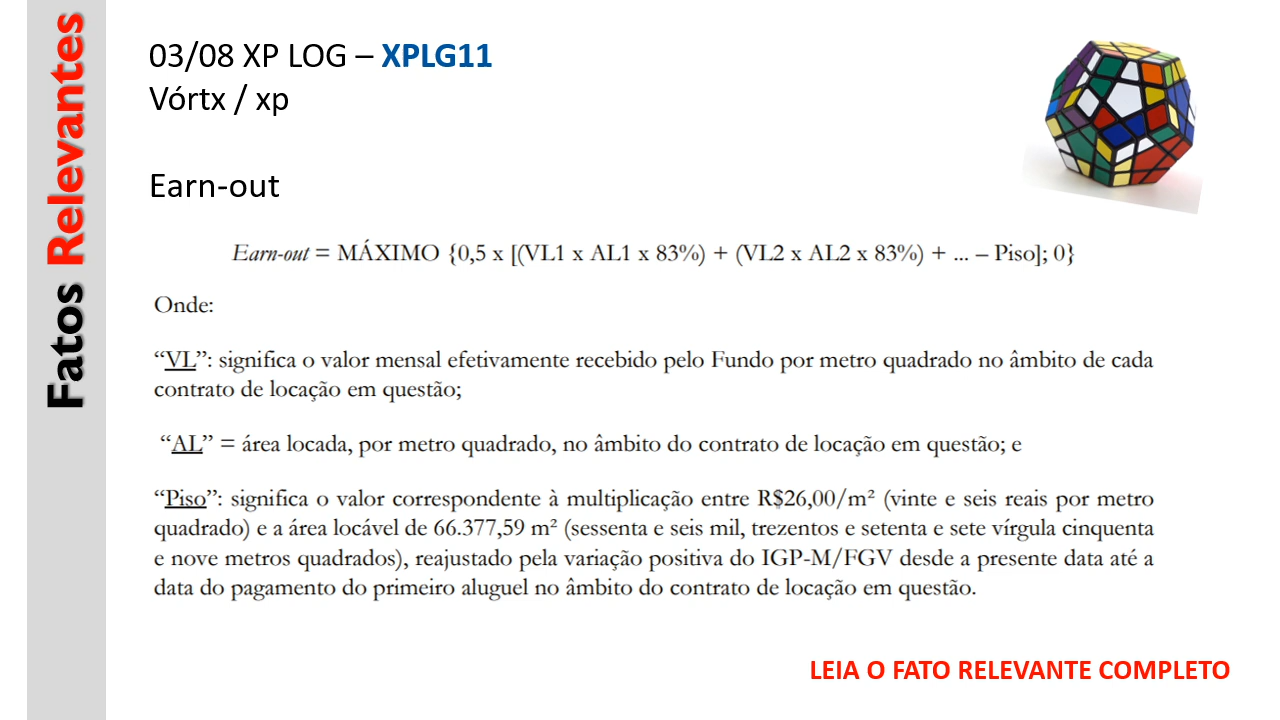 Fatos Relevantes
03/08 XP LOG – XPLG11
Vórtx / xp
Earn-out
Earn-out = MÁXIMO {0,5 x [(VL1 x AL1 x 83%) + (VL2 x AL2 x 83%) + ... – Piso]; 0}
Onde:
“VL”: significa o valor mensal efetivamente recebido pelo Fundo por metro quadrado no âmbito de cada
contrato de locação em questão;
“AL” = área locada, por metro quadrado, no âmbito do contrato de locação em questão; e
“Piso”: significa o valor correspondente à multiplicação entre R$26,00/m² (vinte e seis reais por metro
quadrado) e a área locável de 66.377,59 m² (sessenta e seis mil, trezentos e setenta e sete vírgula cinquenta
e nove metros quadrados), reajustado pela variação positiva do IGP-M/FGV desde a presente data até a
data do pagamento do primeiro aluguel no âmbito do contrato de locação em questão.
LEIA O FATO RELEVANTE COMPLETO